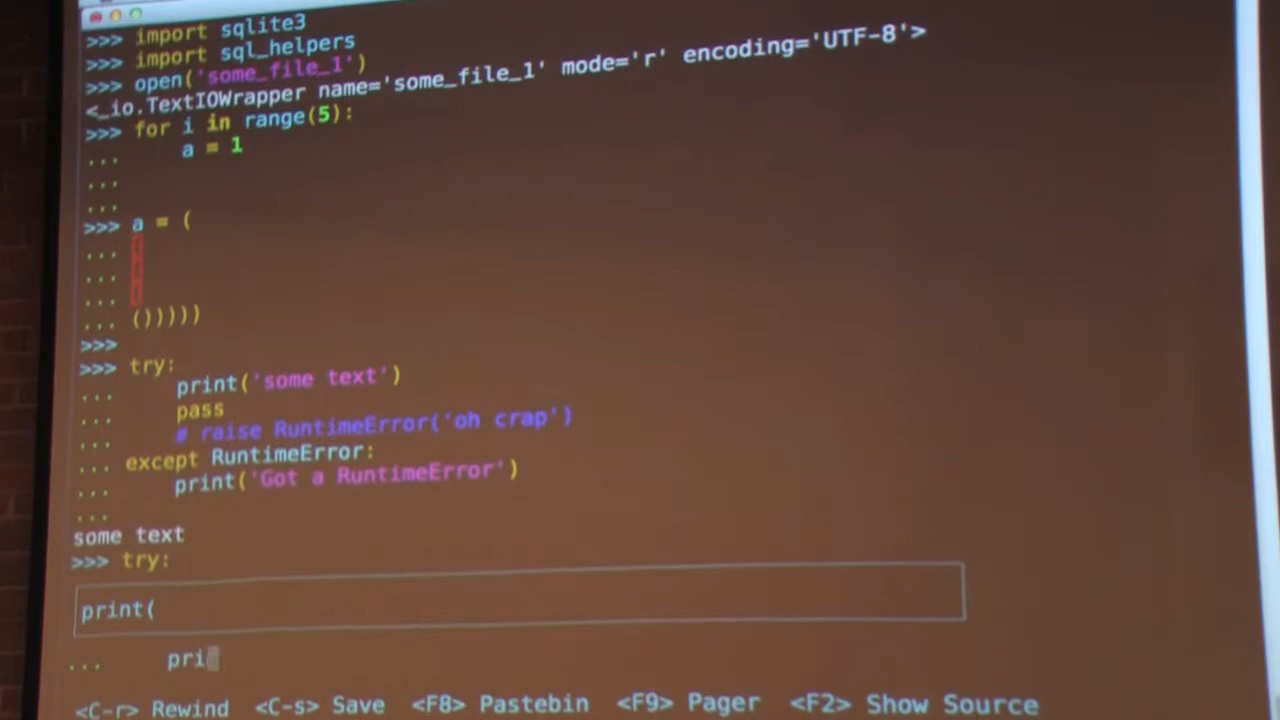 >>> import sqlite3
>>> import sql_helpers
>>> open('some_file_1')
<_io.TextIOWrapper name='some_file_1' mode='r' encoding='UTF-8'>
>>> for i in range(5):
...     a = 1
...
...
>>> a = (
... (
... (
... (
... ()))))
>>>
>>> try:
...     print('some text')
...     pass
...     # raise RuntimeError('oh crap')
... except RuntimeError:
...     print('Got a RuntimeError')
...
some text
>>> try:
print(
...     pri
<C-r> Rewind <C-s> Save <F8> Pastebin <F9> Pager <F2> Show Source